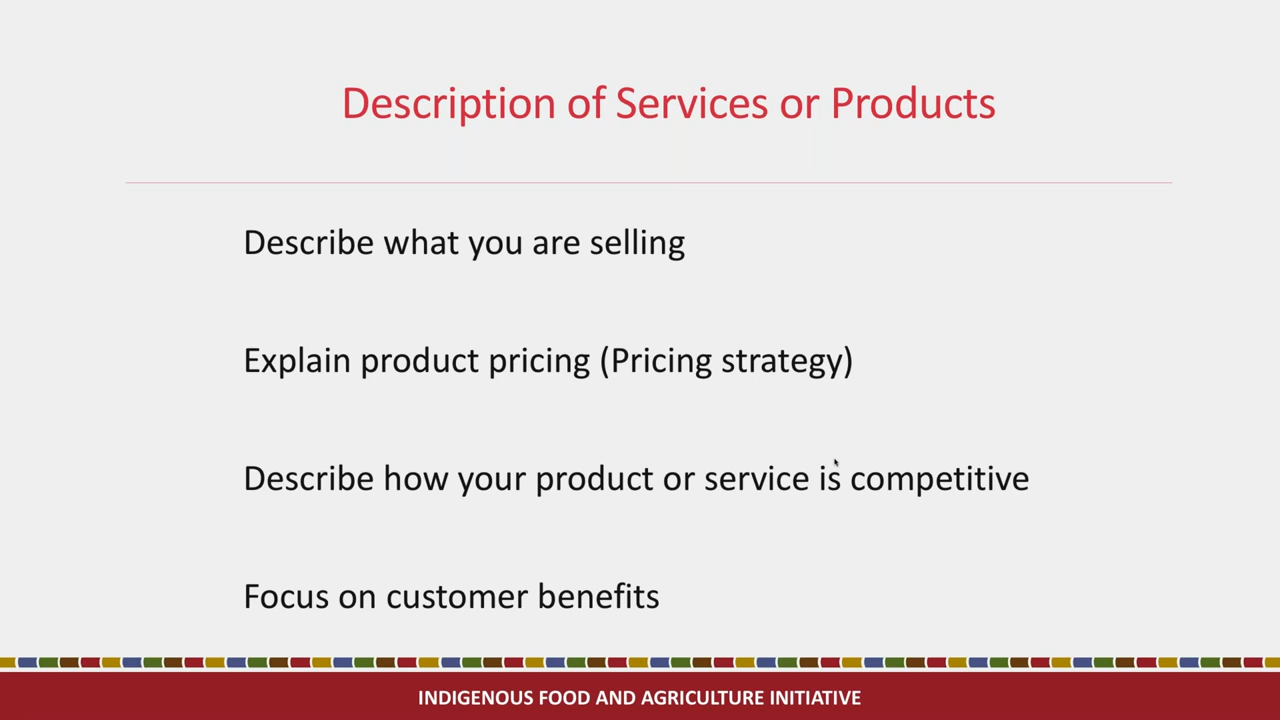 Description of Services or Products
Describe what you are selling
Explain product pricing (Pricing strategy)
Describe how your product or service is competitive
Focus on customer benefits
INDIGENOUS FOOD AND AGRICULTURE INITIATIVE